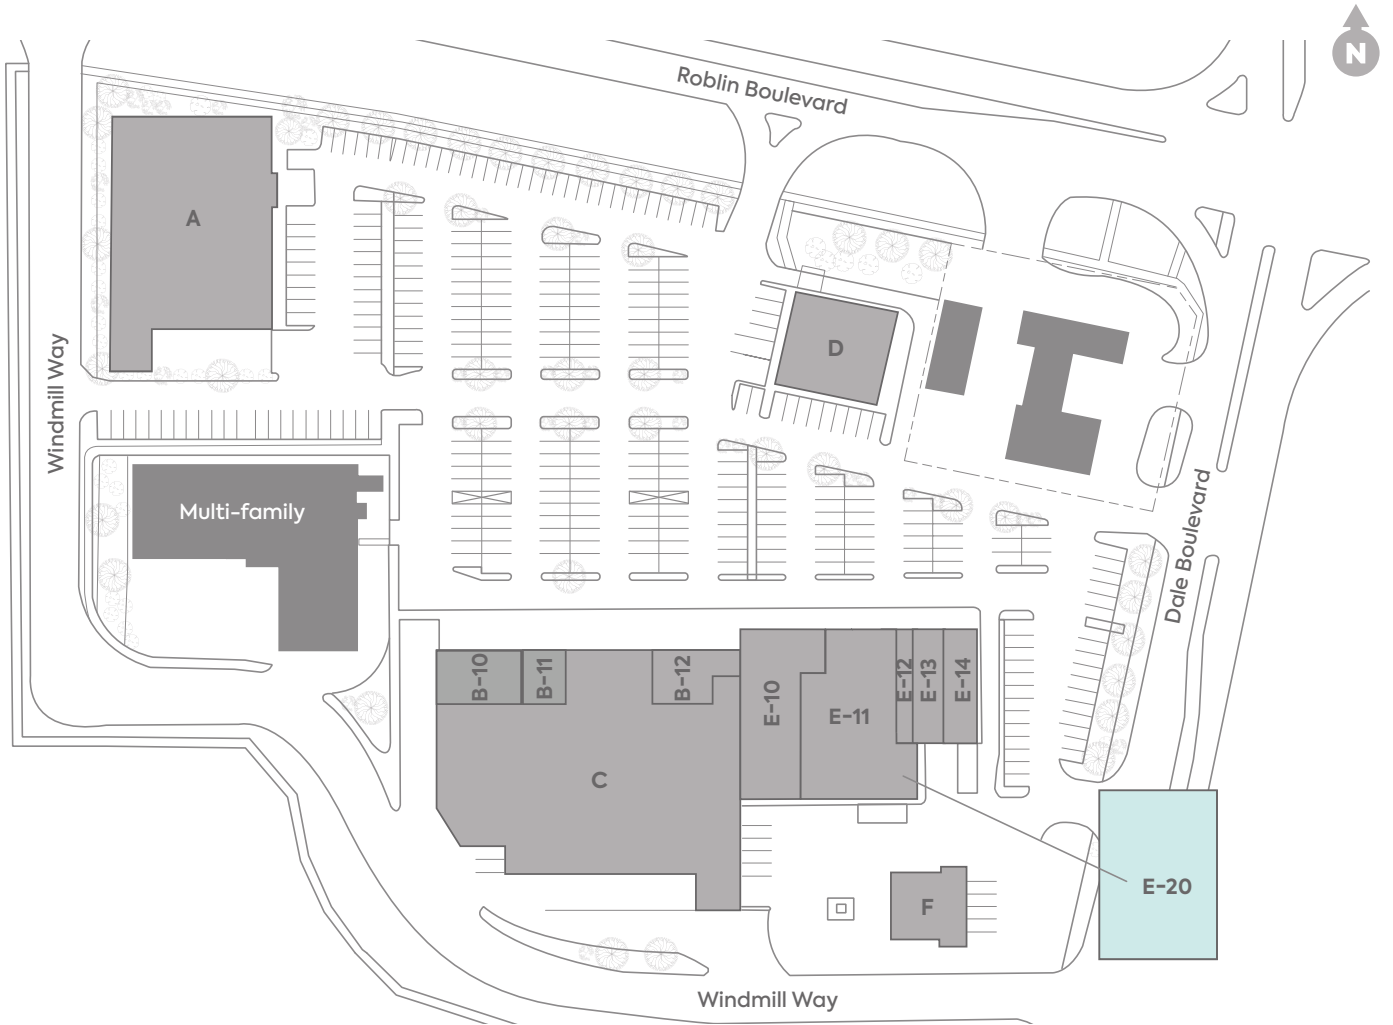 N
Roblin Boulevard
A
Windmill Way
D
Multi-family
Dale Boulevard
B-10
B-11
B-12
E-10
E-11
E-12
E-13
E-14
C
E-20
F
Windmill Way